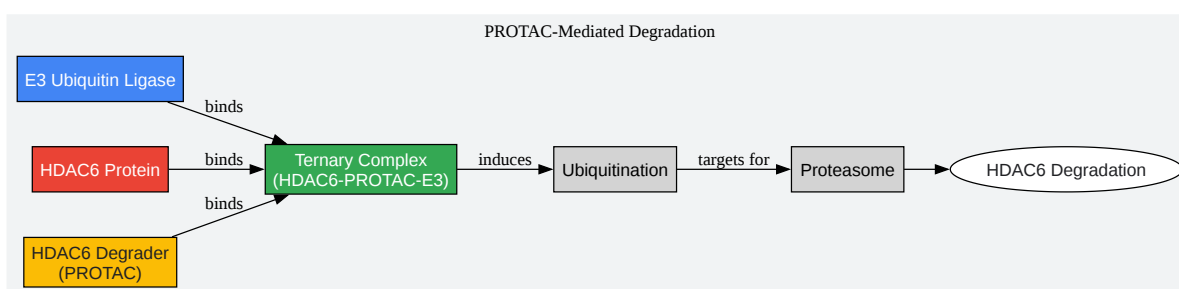 PROTAC-Mediated Degradation
E3 Ubiquitin Ligase
binds
HDAC6 Protein
binds
Ternary Complex
(HDAC6-PROTAC-E3)
induces
Ubiquitination
targets for
Proteasome
HDAC6 Degradation
binds
HDAC6 Degrader
(PROTAC)